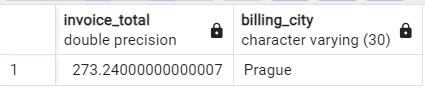 invoice_total billing_city
double precision character varying (30)
1 273.24000000000007 Prague